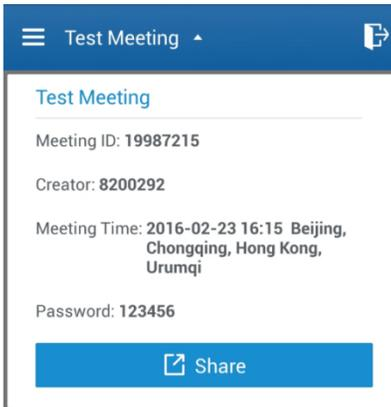 Test Meeting
Test Meeting
Meeting ID: 19987215
Creator: 8200292
Meeting Time: 2016-02-23 16:15 Beijing,
Chongqing, Hong Kong,
Urumqi
Password: 123456
Share